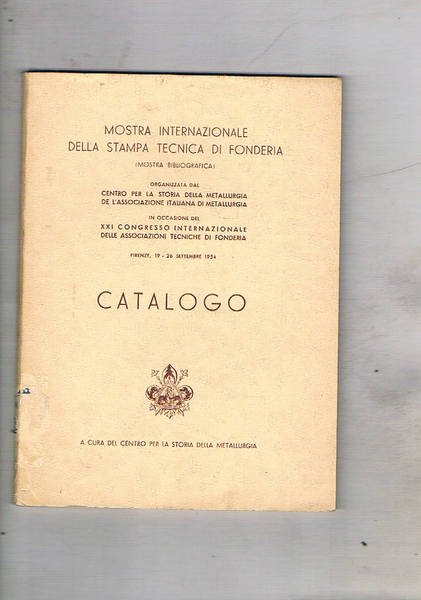 MOSTRA INTERNAZIONALE
DELLA STAMPA TECNICA DI FONDERIA
(MOSTRA BIBLIOGRAFICA)
ORGANIZZATA DAL
CENTRO PER LA STORIA DELLA METALLURGIA
DE L'ASSOCIAZIONE ITALIANA DI METALLURGIA
IN OCCASIONE DEL
XXI CONGRESSO INTERNAZIONALE
DELLE ASSOCIAZIONI TECNICHE DI FONDERIA
FIRENZE, 19 - 26 SETTEMBRE 1954
CATALOGO
A CURA DEL CENTRO PER LA STORIA DELLA METALLURGIA